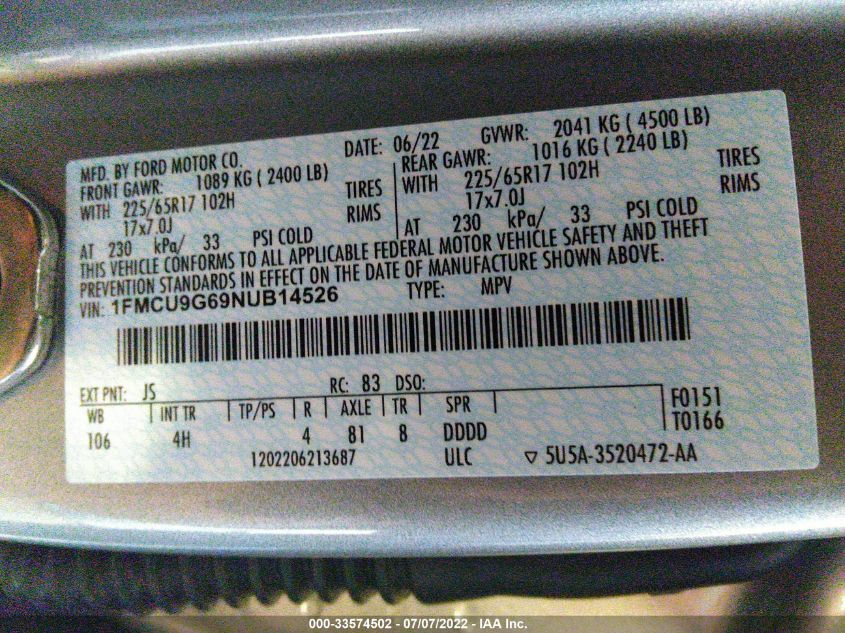 MFD. BY FORD MOTOR CO.
DATE: 06/22 GVWR: 2041 KG ( 4500 LB)
FRONT GAWR: 1089 KG ( 2400 LB)
WITH 225/65R17 102H TIRES
17x7.0J RIMS
AT 230 kPa/ 33 PSI COLD
REAR GAWR: 1016 KG ( 2240 LB)
WITH 225/65R17 102H TIRES
17x7.0J RIMS
AT 230 kPa/ 33 PSI COLD
THIS VEHICLE CONFORMS TO ALL APPLICABLE FEDERAL MOTOR VEHICLE SAFETY AND THEFT
PREVENTION STANDARDS IN EFFECT ON THE DATE OF MANUFACTURE SHOWN ABOVE.
VIN: 1FMCU9G69NUB14526 TYPE: MPV
EXT PNT: JS RC: 83 DSO:
WB INT TR TP/PS R AXLE TR SPR F0151
106 4H 4 81 8 DDDD T0166
1202206213687 ULC ▽ 5U5A-3520472-AA
000-33574502 - 07/07/2022 - IAA Inc.